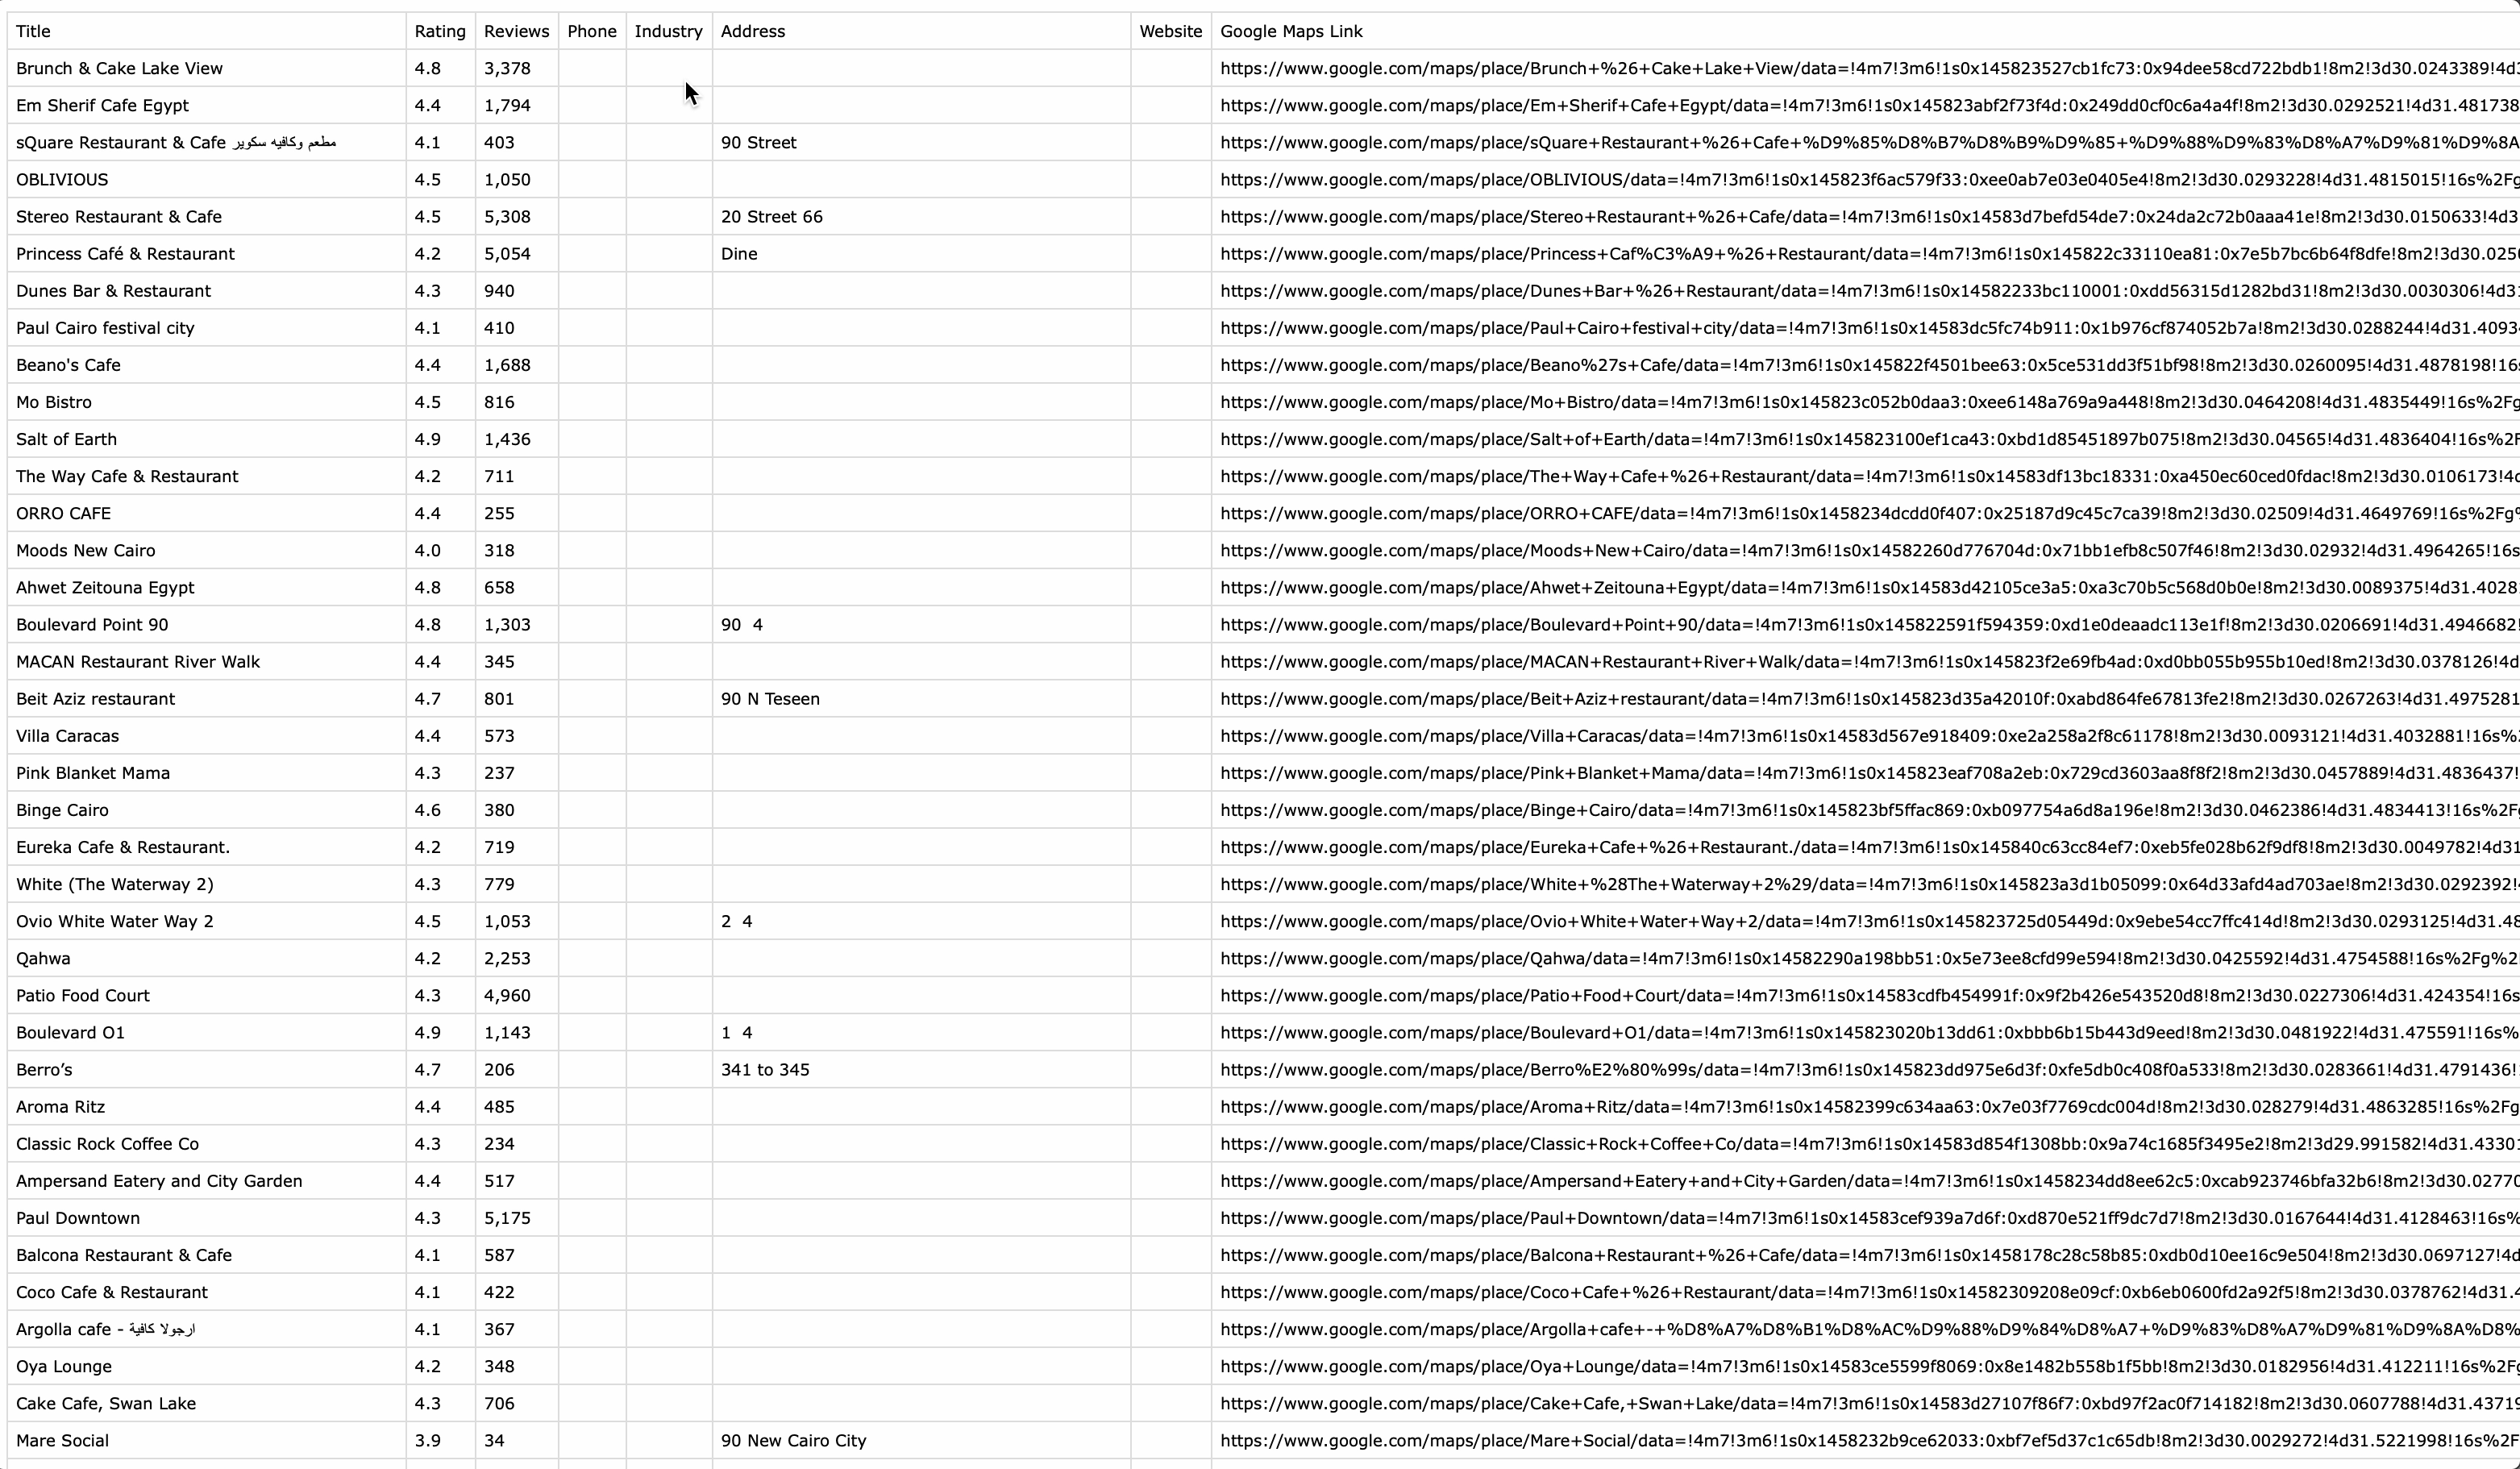 Title Rating Reviews Phone Industry Address Website Google Maps Link
Brunch & Cake Lake View 4.8 3,378 https://www.google.com/maps/place/Brunch+%26+Cake+Lake+View/data=!4m7!3m6!1s0x145823527cb1fc73:0x94dee58cd722bdb1!8m2!3d30.0243389!4d3
Em Sherif Cafe Egypt 4.4 1,794 https://www.google.com/maps/place/Em+Sherif+Cafe+Egypt/data=!4m7!3m6!1s0x145823abf2f73f4d:0x249dd0cf0c6a4a4f!8m2!3d30.0292521!4d31.481738
sQuare Restaurant & Cafe مطعم وكافيه سكوير 4.1 403 90 Street https://www.google.com/maps/place/sQuare+Restaurant+%26+Cafe+%D9%85%D8%B7%D8%B9%D9%85+%D9%88%D9%83%D8%A7%D9%81%D9%8A
OBLIVIOUS 4.5 1,050 https://www.google.com/maps/place/OBLIVIOUS/data=!4m7!3m6!1s0x145823f6ac579f33:0xee0ab7e03e0405e4!8m2!3d30.0293228!4d31.4815015!16s%2Fg
Stereo Restaurant & Cafe 4.5 5,308 20 Street 66 https://www.google.com/maps/place/Stereo+Restaurant+%26+Cafe/data=!4m7!3m6!1s0x14583d7befd54de7:0x24da2c72b0aaa41e!8m2!3d30.0150633!4d3
Princess Café & Restaurant 4.2 5,054 Dine https://www.google.com/maps/place/Princess+Caf%C3%A9+%26+Restaurant/data=!4m7!3m6!1s0x145822c33110ea81:0x7e5b7bc6b64f8dfe!8m2!3d30.025
Dunes Bar & Restaurant 4.3 940 https://www.google.com/maps/place/Dunes+Bar+%26+Restaurant/data=!4m7!3m6!1s0x14582233bc110001:0xdd56315d1282bd31!8m2!3d30.0030306!4d31
Paul Cairo festival city 4.1 410 https://www.google.com/maps/place/Paul+Cairo+festival+city/data=!4m7!3m6!1s0x14583dc5fc74b911:0x1b976cf874052b7a!8m2!3d30.0288244!4d31.4093
Beano's Cafe 4.4 1,688 https://www.google.com/maps/place/Beano%27s+Cafe/data=!4m7!3m6!1s0x145822f4501bee63:0x5ce531dd3f51bf98!8m2!3d30.0260095!4d31.4878198!16s
Mo Bistro 4.5 816 https://www.google.com/maps/place/Mo+Bistro/data=!4m7!3m6!1s0x145823c052b0daa3:0xee6148a769a9a448!8m2!3d30.0464208!4d31.4835449!16s%2Fg
Salt of Earth 4.9 1,436 https://www.google.com/maps/place/Salt+of+Earth/data=!4m7!3m6!1s0x145823100ef1ca43:0xbd1d85451897b075!8m2!3d30.04565!4d31.4836404!16s%2F
The Way Cafe & Restaurant 4.2 711 https://www.google.com/maps/place/The+Way+Cafe+%26+Restaurant/data=!4m7!3m6!1s0x14583df13bc18331:0xa450ec60ced0fdac!8m2!3d30.0106173!4d
ORRO CAFE 4.4 255 https://www.google.com/maps/place/ORRO+CAFE/data=!4m7!3m6!1s0x1458234dcdd0f407:0x25187d9c45c7ca39!8m2!3d30.02509!4d31.4649769!16s%2Fg%
Moods New Cairo 4.0 318 https://www.google.com/maps/place/Moods+New+Cairo/data=!4m7!3m6!1s0x14582260d776704d:0x71bb1efb8c507f46!8m2!3d30.02932!4d31.4964265!16s
Ahwet Zeitouna Egypt 4.8 658 https://www.google.com/maps/place/Ahwet+Zeitouna+Egypt/data=!4m7!3m6!1s0x14583d42105ce3a5:0xa3c70b5c568d0b0e!8m2!3d30.0089375!4d31.4028
Boulevard Point 90 4.8 1,303 90 4 https://www.google.com/maps/place/Boulevard+Point+90/data=!4m7!3m6!1s0x145822591f594359:0xd1e0deaadc113e1f!8m2!3d30.0206691!4d31.4946682!
MACAN Restaurant River Walk 4.4 345 https://www.google.com/maps/place/MACAN+Restaurant+River+Walk/data=!4m7!3m6!1s0x145823f2e69fb4ad:0xd0bb055b955b10ed!8m2!3d30.0378126!4d
Beit Aziz restaurant 4.7 801 90 N Teseen https://www.google.com/maps/place/Beit+Aziz+restaurant/data=!4m7!3m6!1s0x145823d35a42010f:0xabd864fe67813fe2!8m2!3d30.0267263!4d31.4975281
Villa Caracas 4.4 573 https://www.google.com/maps/place/Villa+Caracas/data=!4m7!3m6!1s0x14583d567e918409:0xe2a258a2f8c61178!8m2!3d30.0093121!4d31.4032881!16s%
Pink Blanket Mama 4.3 237 https://www.google.com/maps/place/Pink+Blanket+Mama/data=!4m7!3m6!1s0x145823eaf708a2eb:0x729cd3603aa8f8f2!8m2!3d30.0457889!4d31.4836437!
Binge Cairo 4.6 380 https://www.google.com/maps/place/Binge+Cairo/data=!4m7!3m6!1s0x145823bf5ffac869:0xb097754a6d8a196e!8m2!3d30.0462386!4d31.4834413!16s%2F
Eureka Cafe & Restaurant. 4.2 719 https://www.google.com/maps/place/Eureka+Cafe+%26+Restaurant./data=!4m7!3m6!1s0x145840c63cc84ef7:0xeb5fe028b62f9df8!8m2!3d30.0049782!4d31
White (The Waterway 2) 4.3 779 https://www.google.com/maps/place/White+%28The+Waterway+2%29/data=!4m7!3m6!1s0x145823a3d1b05099:0x64d33afd4ad703ae!8m2!3d30.0292392!
Ovio White Water Way 2 4.5 1,053 2 4 https://www.google.com/maps/place/Ovio+White+Water+Way+2/data=!4m7!3m6!1s0x145823725d05449d:0x9ebe54cc7ffc414d!8m2!3d30.0293125!4d31.48
Qahwa 4.2 2,253 https://www.google.com/maps/place/Qahwa/data=!4m7!3m6!1s0x14582290a198bb51:0x5e73ee8cfd99e594!8m2!3d30.0425592!4d31.4754588!16s%2Fg%2
Patio Food Court 4.3 4,960 https://www.google.com/maps/place/Patio+Food+Court/data=!4m7!3m6!1s0x14583cdfb454991f:0x9f2b426e543520d8!8m2!3d30.0227306!4d31.424354!16s
Boulevard O1 4.9 1,143 1 4 https://www.google.com/maps/place/Boulevard+O1/data=!4m7!3m6!1s0x145823020b13dd61:0xbbb6b15b443d9eed!8m2!3d30.0481922!4d31.475591!16s%
Berro’s 4.7 206 341 to 345 https://www.google.com/maps/place/Berro%E2%80%99s/data=!4m7!3m6!1s0x145823dd975e6d3f:0xfe5db0c408f0a533!8m2!3d30.0283661!4d31.4791436!
Aroma Ritz 4.4 485 https://www.google.com/maps/place/Aroma+Ritz/data=!4m7!3m6!1s0x14582399c634aa63:0x7e03f7769cdc004d!8m2!3d30.028279!4d31.4863285!16s%2Fg
Classic Rock Coffee Co 4.3 234 https://www.google.com/maps/place/Classic+Rock+Coffee+Co/data=!4m7!3m6!1s0x14583d854f1308bb:0x9a74c1685f3495e2!8m2!3d29.991582!4d31.4330
Ampersand Eatery and City Garden 4.4 517 https://www.google.com/maps/place/Ampersand+Eatery+and+City+Garden/data=!4m7!3m6!1s0x1458234dd8ee62c5:0xcab923746bfa32b6!8m2!3d30.0277
Paul Downtown 4.3 5,175 https://www.google.com/maps/place/Paul+Downtown/data=!4m7!3m6!1s0x14583cef939a7d6f:0xd870e521ff9dc7d7!8m2!3d30.0167644!4d31.4128463!16s%
Balcona Restaurant & Cafe 4.1 587 https://www.google.com/maps/place/Balcona+Restaurant+%26+Cafe/data=!4m7!3m6!1s0x1458178c28c58b85:0xdb0d10ee16c9e504!8m2!3d30.0697127!4d
Coco Cafe & Restaurant 4.1 422 https://www.google.com/maps/place/Coco+Cafe+%26+Restaurant/data=!4m7!3m6!1s0x14582309208e09cf:0xb6eb0600fd2a92f5!8m2!3d30.0378762!4d31.4
Argolla cafe - ارجولا كافية 4.1 367 https://www.google.com/maps/place/Argolla+cafe+-+%D8%A7%D8%B1%D8%AC%D9%88%D9%84%D8%A7+%D9%83%D8%A7%D9%81%D9%8A%D8%
Oya Lounge 4.2 348 https://www.google.com/maps/place/Oya+Lounge/data=!4m7!3m6!1s0x14583ce5599f8069:0x8e1482b558b1f5bb!8m2!3d30.0182956!4d31.412211!16s%2Fg
Cake Cafe, Swan Lake 4.3 706 https://www.google.com/maps/place/Cake+Cafe,+Swan+Lake/data=!4m7!3m6!1s0x14583d27107f86f7:0xbd97f2ac0f714182!8m2!3d30.0607788!4d31.43719
Mare Social 3.9 34 90 New Cairo City https://www.google.com/maps/place/Mare+Social/data=!4m7!3m6!1s0x1458232b9ce62033:0xbf7ef5d37c1c65db!8m2!3d30.0029272!4d31.5221998!16s%2F